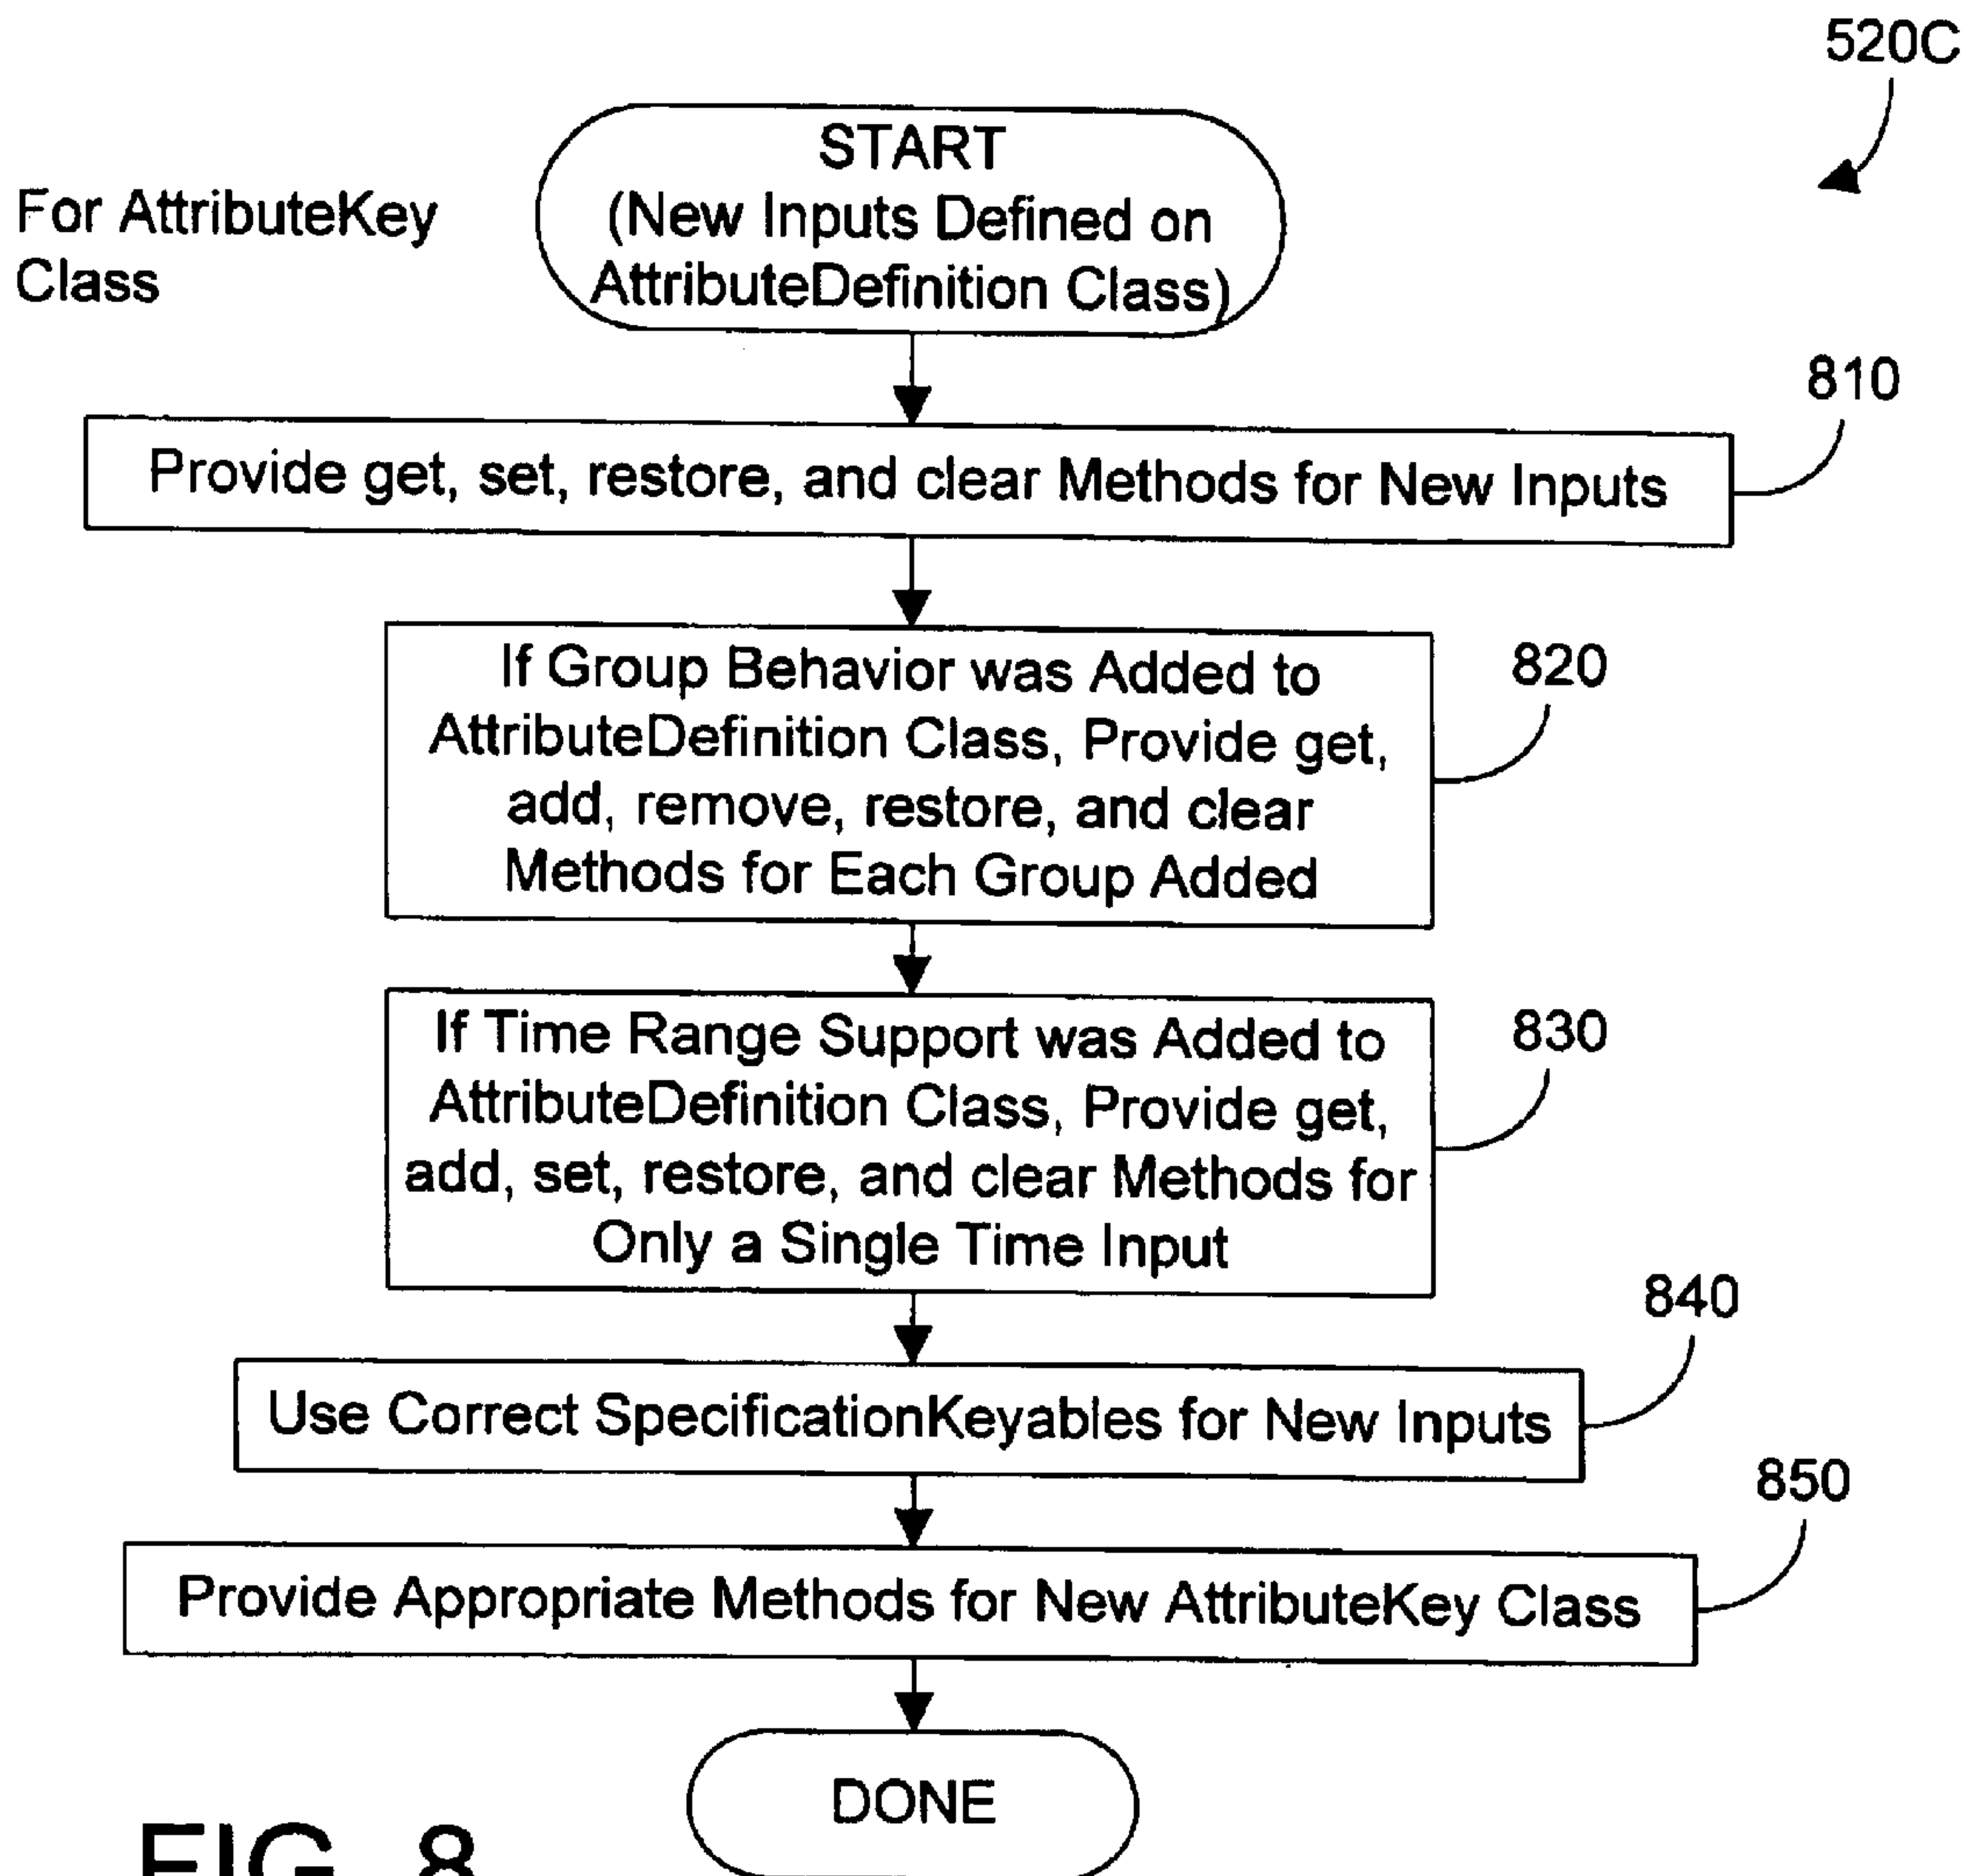 520C
For AttributeKey
Class
START
(New Inputs Defined on
AttributeDefinition Class)
810
Provide get, set, restore, and clear Methods for New Inputs
820
If Group Behavior was Added to
AttributeDefinition Class, Provide get,
add, remove, restore, and clear
Methods for Each Group Added
830
If Time Range Support was Added to
AttributeDefinition Class, Provide get,
add, set, restore, and clear Methods for
Only a Single Time Input
840
Use Correct SpecificationKeyables for New Inputs
850
Provide Appropriate Methods for New AttributeKey Class
DONE
FIG. 8